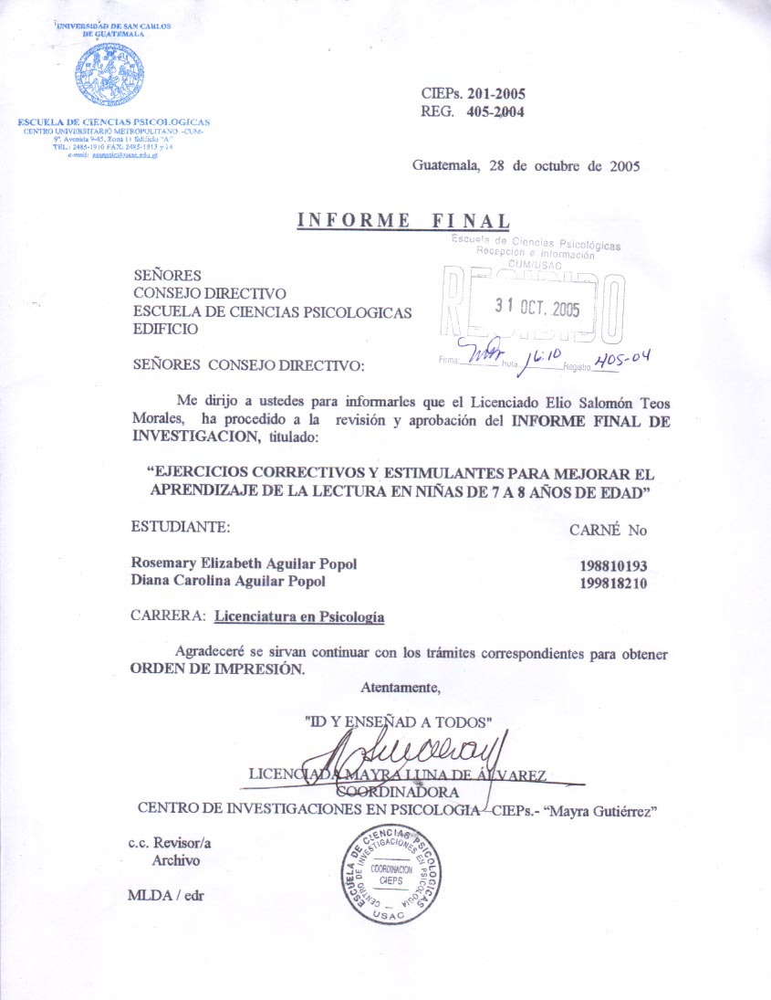 UNIVERSIDAD DE SAN CARLOS
DE GUATEMALA
ESCUELA DE CIENCIAS PSICOLOGICAS
CENTRO UNIVERSITARIO METROPOLITANO -CUM-
9ª. Avenida 9-45, Zona 11 Edificio "A"
TEL.: 2485-1910 FAX: 2485-1913 y 14
e-mail:
CIEPs. 201-2005
REG. 405-2004
Guatemala, 28 de octubre de 2005
INFORME FINAL
Escuela de Ciencias Psicológicas
Recepción e Información
CUM/USAC
RECIBIDO
31 OCT. 2005
Firma: Hora 16:10 Registro 405-04
SEÑORES
CONSEJO DIRECTIVO
ESCUELA DE CIENCIAS PSICOLOGICAS
EDIFICIO
SEÑORES CONSEJO DIRECTIVO:
Me dirijo a ustedes para informarles que el Licenciado Elio Salomón Teos
Morales, ha procedido a la revisión y aprobación del INFORME FINAL DE
INVESTIGACION, titulado:
“EJERCICIOS CORRECTIVOS Y ESTIMULANTES PARA MEJORAR EL
APRENDIZAJE DE LA LECTURA EN NIÑAS DE 7 A 8 AÑOS DE EDAD”
ESTUDIANTE: CARNÉ No
Rosemary Elizabeth Aguilar Popol 198810193
Diana Carolina Aguilar Popol 199818210
CARRERA: Licenciatura en Psicología
Agradeceré se sirvan continuar con los trámites correspondientes para obtener
ORDEN DE IMPRESIÓN.
Atentamente,
"ID Y ENSEÑAD A TODOS"
LICENCIADA MAYRA LUNA DE ÁLVAREZ
COORDINADORA
CENTRO DE INVESTIGACIONES EN PSICOLOGIA -CIEPs.- “Mayra Gutiérrez”
c.c. Revisor/a
Archivo
MLDA / edr
ESCUELA DE CIENCIAS PSICOLOGICAS
CENTRO DE INVESTIGACIONES EN PSICOLOGIA
COORDINACION
CIEPS
USAC